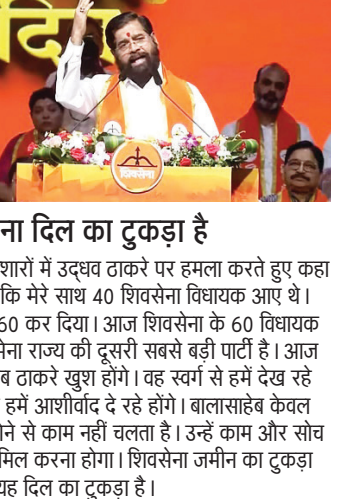 शिवसेना
ना दिल का टुकड़ा है
शारों में उद्धव ठाकरे पर हमला करते हुए कहा
कि मेरे साथ 40 शिवसेना विधायक आए थे।
60 कर दिया। आज शिवसेना के 60 विधायक
सेना राज्य की दूसरी सबसे बड़ी पार्टी है। आज
ब ठाकरे खुश होंगे। वह स्वर्ग से हमें देख रहे
हमें आशीर्वाद दे रहे होंगे। बालासाहेब केवल
ोने से काम नहीं चलता है। उन्हें काम और सोच
मिल करना होगा। शिवसेना जमीन का टुकड़ा
यह दिल का टुकड़ा है।